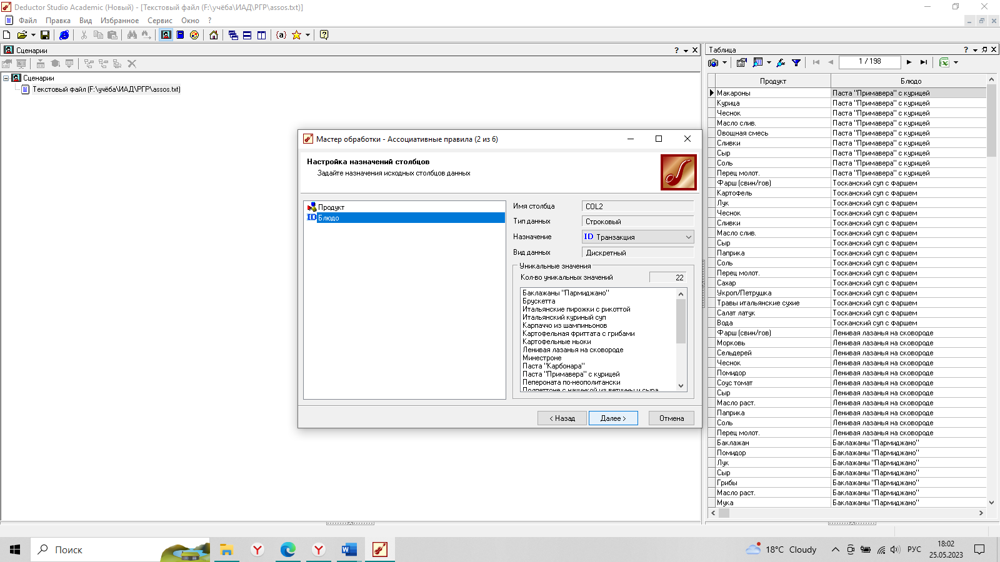 Deductor Studio Academic (Новый) - [Текстовый файл (F:\учёба\ИАД\РГР\assos.txt)]
Файл Правка Вид Избранное Сервис Окно ?
Сценарии
Сценарии
Текстовый файл (F:\учёба\ИАД\РГР\assos.txt)
Мастер обработки - Ассоциативные правила (2 из 6)
Настройка назначений столбцов
Задайте назначения исходных столбцов данных
Продукт
Блюдо
Имя столбца COL2
Тип данных Строковый
Назначение ID Транзакция
Вид данных Дискретный
Уникальные значения
Кол-во уникальных значений 22
Баклажаны "Пармиджано"
Брускетта
Итальянские пирожки с рикоттой
Итальянский куриный суп
Карпаччо из шампиньонов
Картофельная фриттата с грибами
Картофельные ньоки
Ленивая лазанья на сковороде
Минестроне
Паста "Карбонара"
Паста "Примавера" с курицей
Пепероната по-неополитански
Полпеттоне с начинкой из ветчины и сыра
< Назад Далее > Отмена
Таблица
1 / 198
Продукт Блюдо
Макароны Паста "Примавера" с курицей
Курица Паста "Примавера" с курицей
Чеснок Паста "Примавера" с курицей
Масло слив. Паста "Примавера" с курицей
Овощная смесь Паста "Примавера" с курицей
Сливки Паста "Примавера" с курицей
Сыр Паста "Примавера" с курицей
Соль Паста "Примавера" с курицей
Перец молот. Паста "Примавера" с курицей
Фарш (свин/гов) Тосканский суп с фаршем
Картофель Тосканский суп с фаршем
Лук Тосканский суп с фаршем
Чеснок Тосканский суп с фаршем
Сливки Тосканский суп с фаршем
Масло слив. Тосканский суп с фаршем
Сыр Тосканский суп с фаршем
Паприка Тосканский суп с фаршем
Соль Тосканский суп с фаршем
Перец молот. Тосканский суп с фаршем
Сахар Тосканский суп с фаршем
Укроп/Петрушка Тосканский суп с фаршем
Травы итальянские сухие Тосканский суп с фаршем
Салат латук Тосканский суп с фаршем
Вода Тосканский суп с фаршем
Фарш (свин/гов) Ленивая лазанья на сковороде
Морковь Ленивая лазанья на сковороде
Сельдерей Ленивая лазанья на сковороде
Чеснок Ленивая лазанья на сковороде
Помидор Ленивая лазанья на сковороде
Соус томат Ленивая лазанья на сковороде
Сыр Ленивая лазанья на сковороде
Масло раст. Ленивая лазанья на сковороде
Паприка Ленивая лазанья на сковороде
Соль Ленивая лазанья на сковороде
Перец молот. Ленивая лазанья на сковороде
Баклажан Баклажаны "Пармиджано"
Помидор Баклажаны "Пармиджано"
Лук Баклажаны "Пармиджано"
Сыр Баклажаны "Пармиджано"
Грибы Баклажаны "Пармиджано"
Масло раст. Баклажаны "Пармиджано"
Мука Баклажаны "Пармиджано"
Поиск
18°C Cloudy
РУС
18:02
25.05.2023